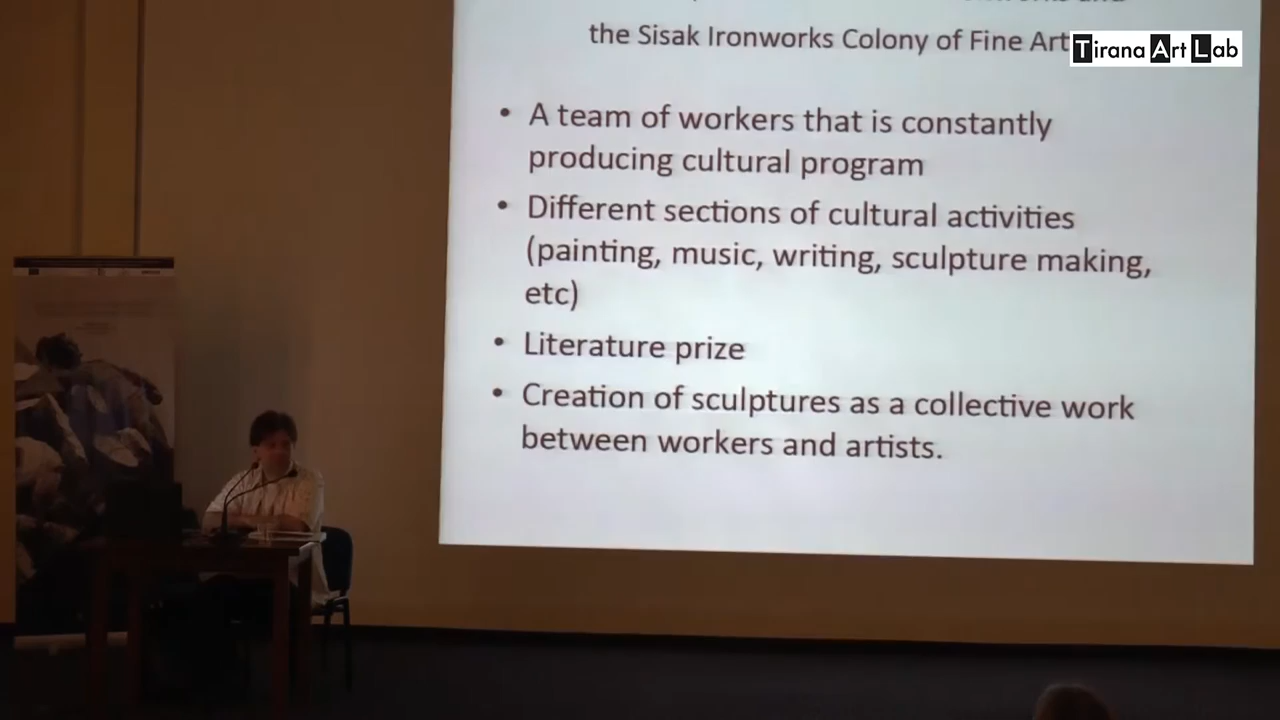 the Sisak Ironworks Colony of Fine Art
Tirana Art Lab
• A team of workers that is constantly
producing cultural program
• Different sections of cultural activities
(painting, music, writing, sculpture making,
etc)
• Literature prize
• Creation of sculptures as a collective work
between workers and artists.